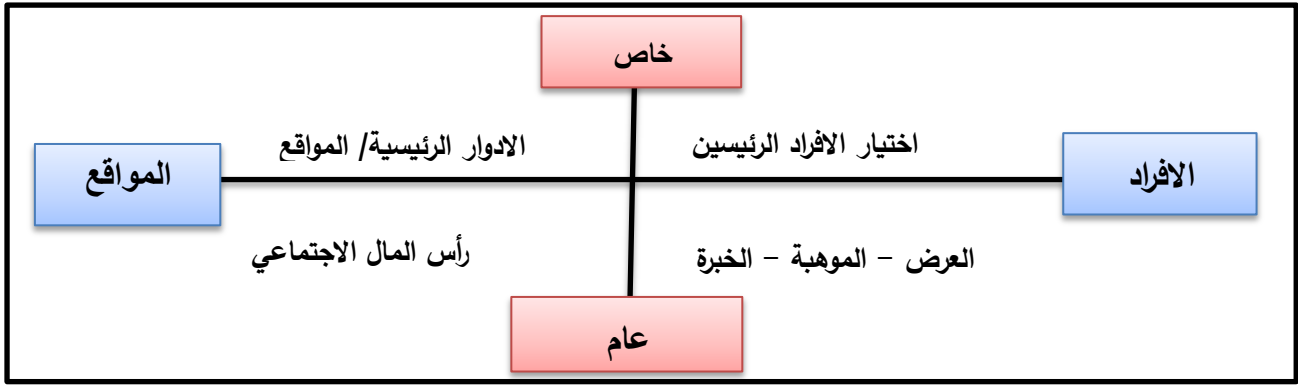 خاص
اختيار الافراد الرئيسين
الادوار الرئيسية/ المواقع
الافراد
المواقع
العرض – الموهبة – الخبرة
رأس المال الاجتماعي
عام